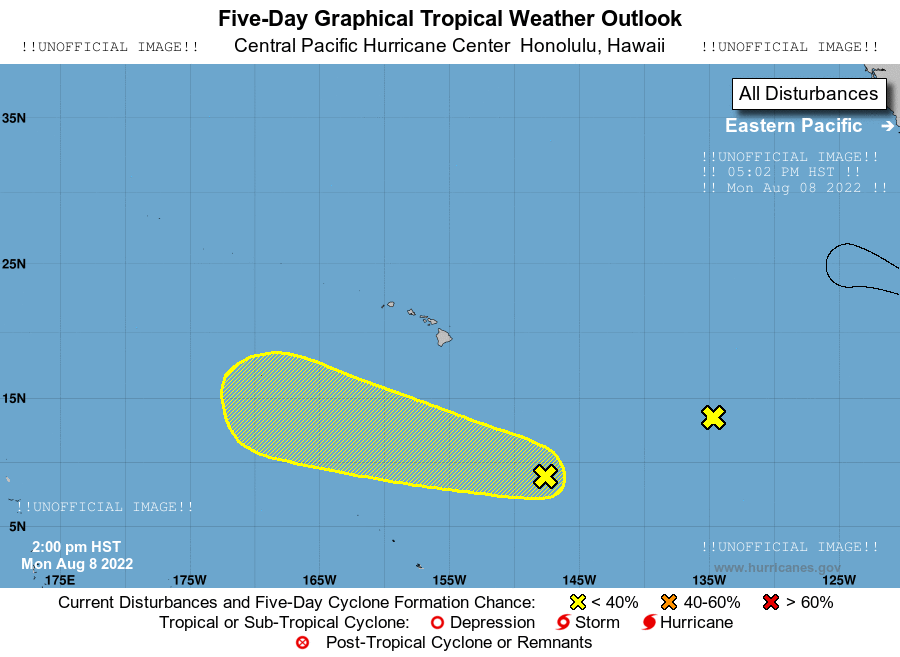 Five-Day Graphical Tropical Weather Outlook
!!UNOFFICIAL IMAGE!! Central Pacific Hurricane Center Honolulu, Hawaii !!UNOFFICIAL IMAGE!!
All Disturbances
35N
Eastern Pacific ➔
!!UNOFFICIAL IMAGE!!
!! 05:02 PM HST !!
!! Mon Aug 08 2022 !!
25N
15N
!!UNOFFICIAL IMAGE!!
5N
2:00 pm HST
Mon Aug 8 2022
!!UNOFFICIAL IMAGE!!
www.hurricanes.gov
175E 175W 165W 155W 145W 135W 125W
Current Disturbances and Five-Day Cyclone Formation Chance: < 40% 40-60% > 60%
Tropical or Sub-Tropical Cyclone: Depression Storm Hurricane
Post-Tropical Cyclone or Remnants